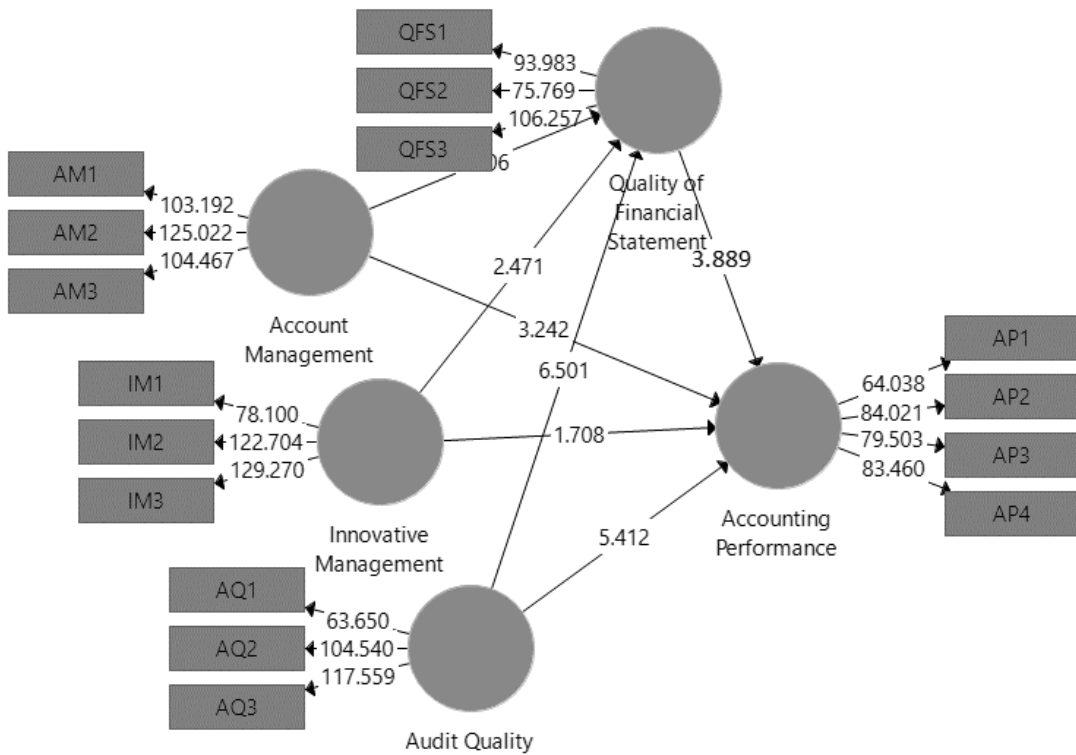 QFS1
93.983
QFS2
75.769
QFS3
106.257
AM1
103.192
AM2
125.022
AM3
104.467
Account
Management
Quality of
Financial
Statement
2.471
3.889
3.242
6.501
IM1
78.100
IM2
122.704
IM3
129.270
Innovative
Management
1.708
AP1
64.038
AP2
84.021
AP3
79.503
AP4
83.460
Accounting
Performance
5.412
AQ1
63.650
AQ2
104.540
AQ3
117.559
Audit Quality